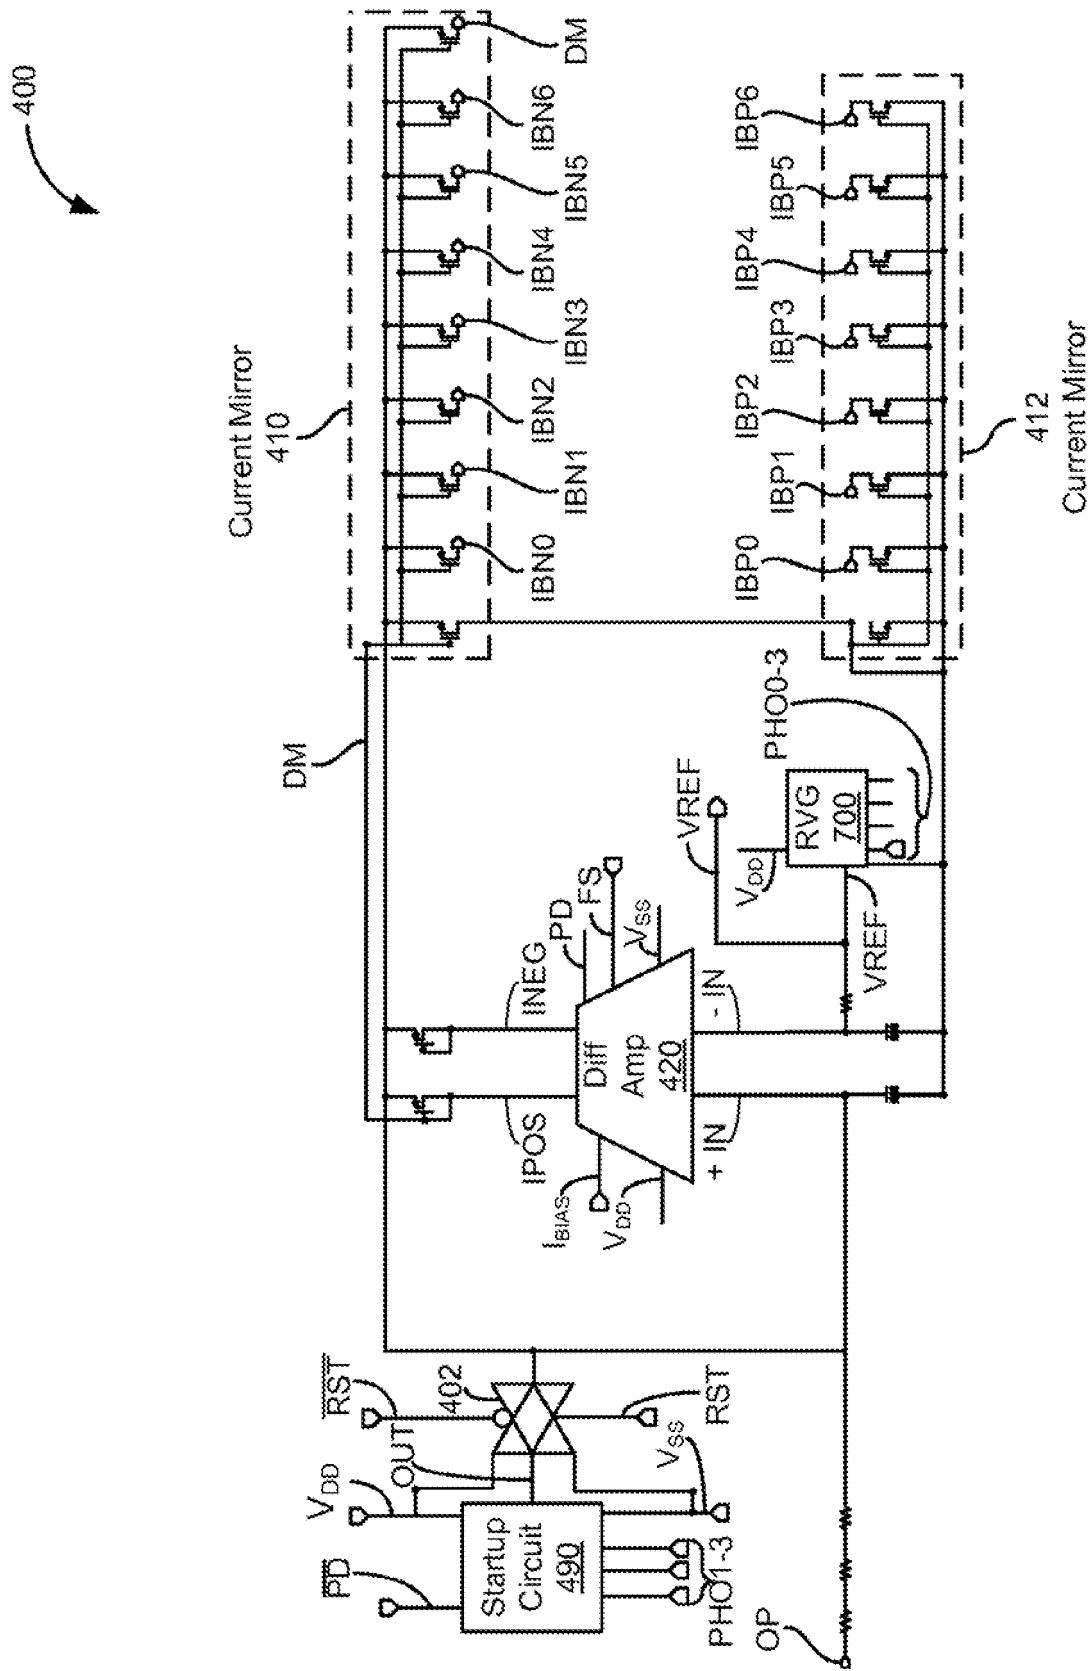 400
Current Mirror
410
DM
IBN0
IBN1
IBN2
IBN3
IBN4
IBN5
IBN6
DM
IBP0
IBP1
IBP2
IBP3
IBP4
IBP5
IBP6
412
Current Mirror
INEG
IPOS
PD
FS
VSS
IBIAS
VDD
Diff
Amp
420
- IN
+ IN
VREF
VDD
RVG
700
PHO0-3
VREF
RST
402
OUT
VDD
PD
Startup
Circuit
490
RST
VSS
PHO1-3
OP